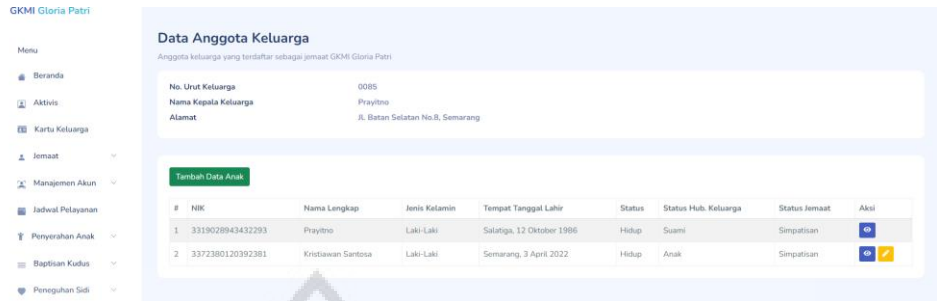 GKMI Gloria Patri
Menu
Beranda
Aktivis
Kartu Keluarga
Jemaat
Manajemen Akun
Jadwal Pelayanan
Penyerahan Anak
Baptisan Kudus
Peneguhan Sidi
Data Anggota Keluarga
Anggota keluarga yang terdaftar sebagai jemaat GKMI Gloria Patri
No. Urut Keluarga 0085
Nama Kepala Keluarga Prayitno
Alamat Jl. Batan Selatan No.8, Semarang
Tambah Data Anak
# NIK Nama Lengkap Jenis Kelamin Tempat Tanggal Lahir Status Status Hub. Keluarga Status Jemaat Aksi
1 3319028943432293 Prayitno Laki-Laki Salatiga, 12 Oktober 1986 Hidup Suami Simpatisan
2 3372380120392381 Kristiawan Santosa Laki-Laki Semarang, 3 April 2022 Hidup Anak Simpatisan